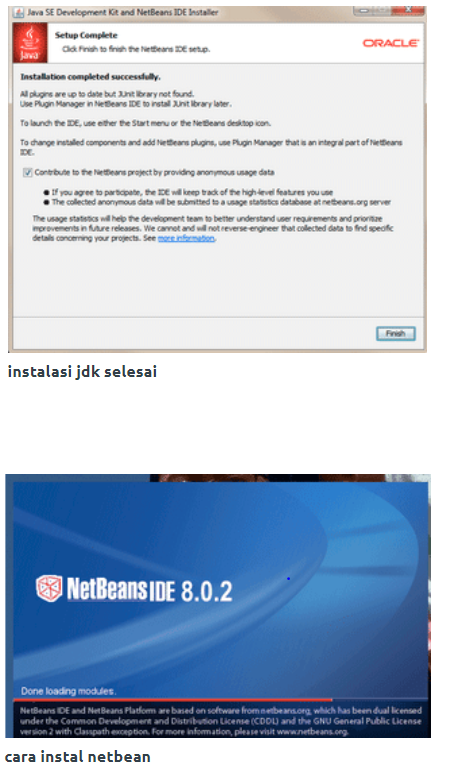 Java SE Development Kit and NetBeans IDE Installer
Java
Setup Complete
Click Finish to finish the NetBeans IDE setup.
ORACLE
Installation completed successfully.
All plugins are up to date but JUnit library not found.
Use Plugin Manager in NetBeans IDE to install JUnit library later.
To launch the IDE, use either the Start menu or the NetBeans desktop icon.
To change installed components and add NetBeans plugins, use Plugin Manager that is an integral part of NetBeans
IDE.
Contribute to the NetBeans project by providing anonymous usage data
● If you agree to participate, the IDE will keep track of the high-level features you use
● The collected anonymous data will be submitted to a usage statistics database at netbeans.org server
The usage statistics will help the development team to better understand user requirements and prioritize
improvements in future releases. We cannot and will not reverse-engineer that collected data to find specific
details concerning your projects. See more information.
Finish
instalasi jdk selesai
NetBeans IDE 8.0.2
Done loading modules.
NetBeans IDE and NetBeans Platform are based on software from netbeans.org, which has been dual licensed
under the Common Development and Distribution License (CDDL) and the GNU General Public License
version 2 with Classpath exception. For more information, please visit www.netbeans.org.
cara instal netbean